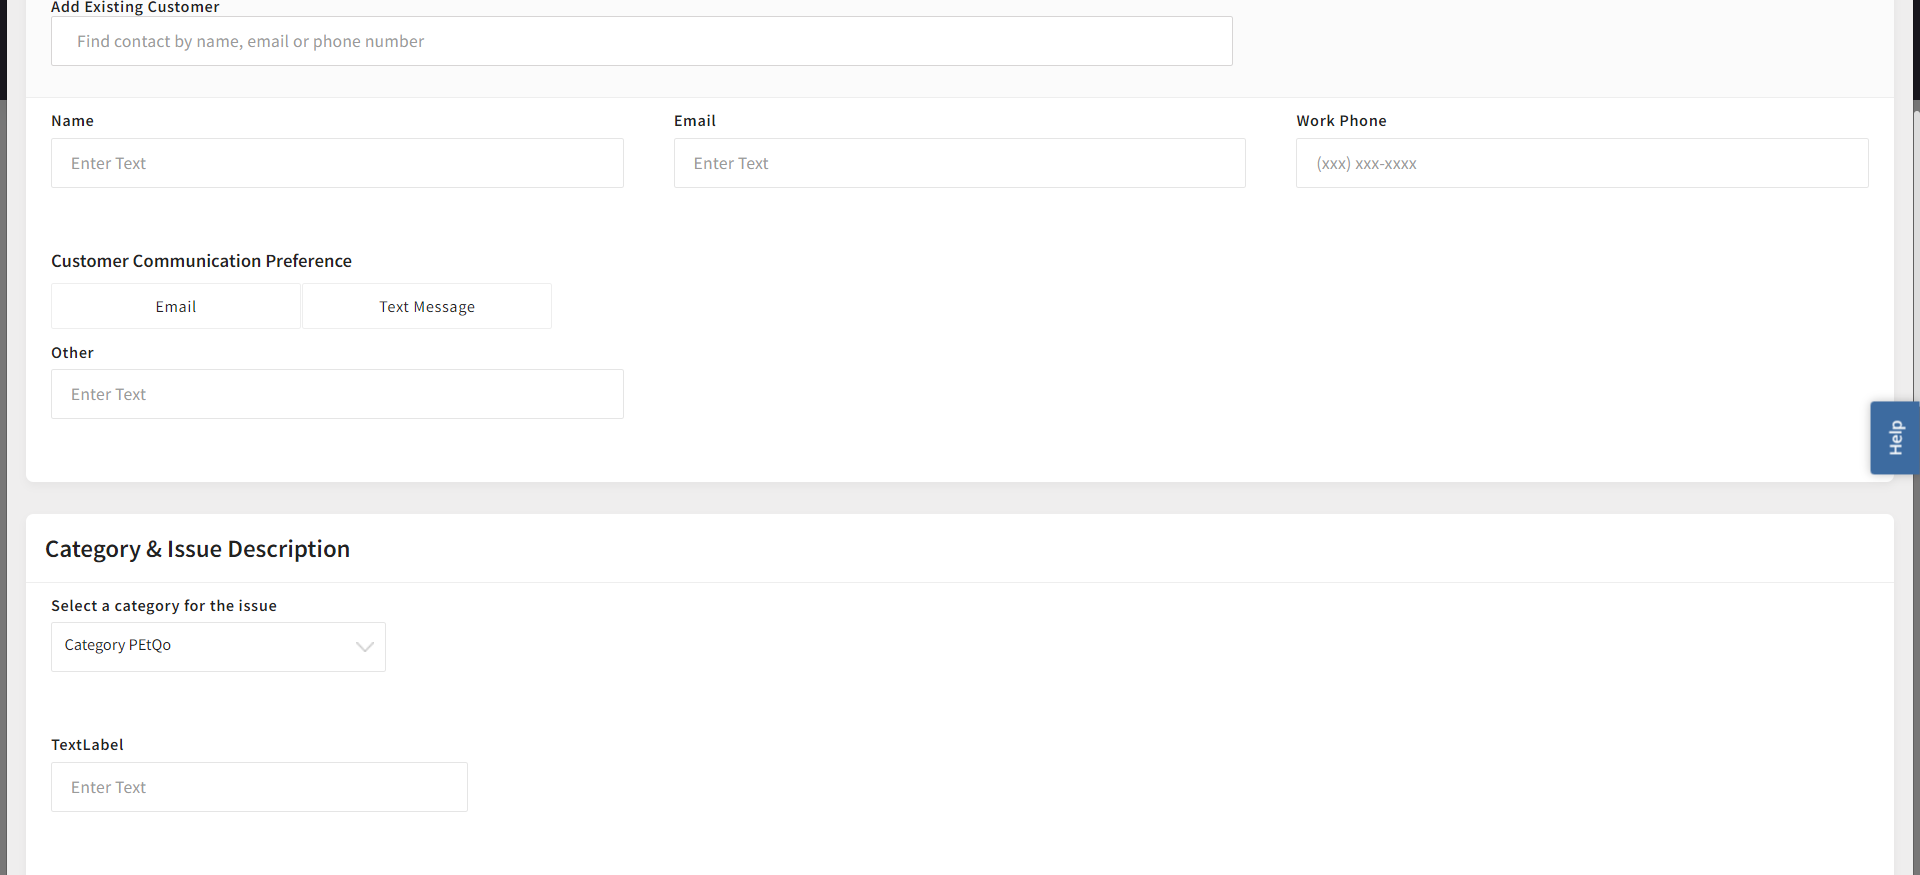 Add Existing Customer
Find contact by name, email or phone number
Name
Email
Work Phone
Enter Text
Enter Text
(xxx) xxx-xxxx
Customer Communication Preference
Email
Text Message
Other
Enter Text
Help
Category & Issue Description
Select a category for the issue
Category PEtQo
TextLabel
Enter Text